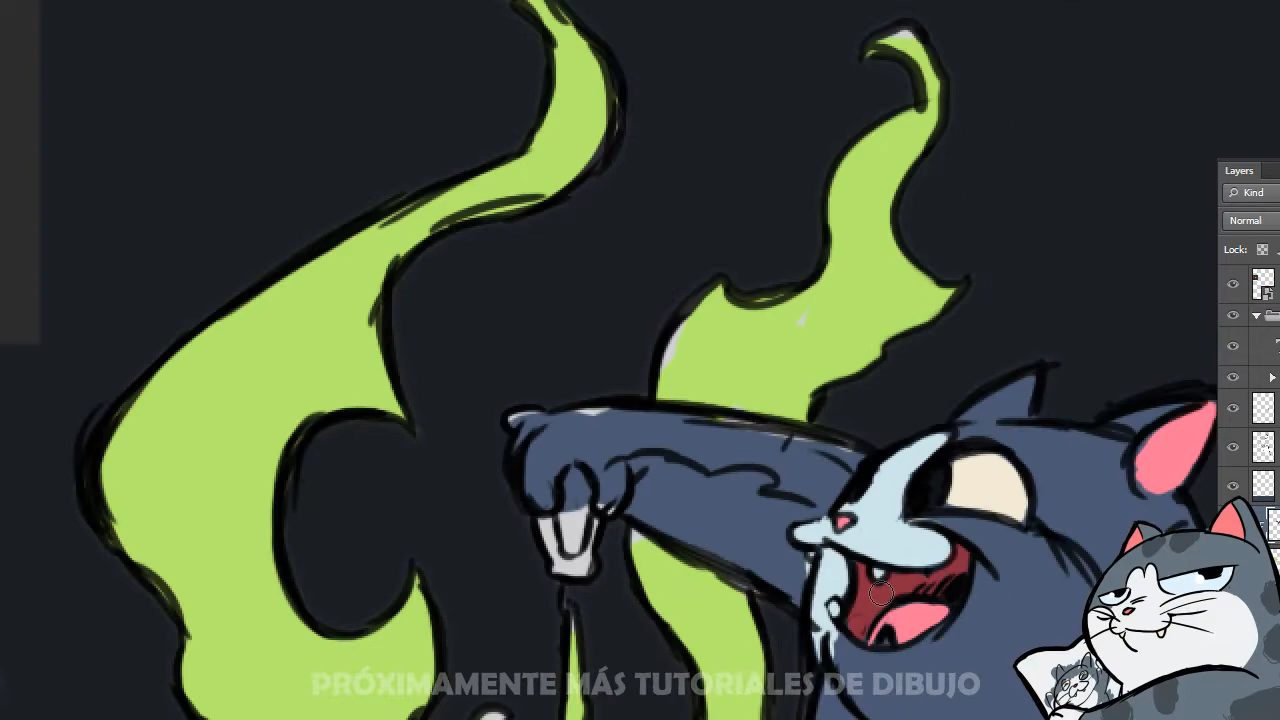 Layers
Kind
Normal
Lock:
PRÓXIMAMENTE MÁS TUTORIALES DE DIBUJO